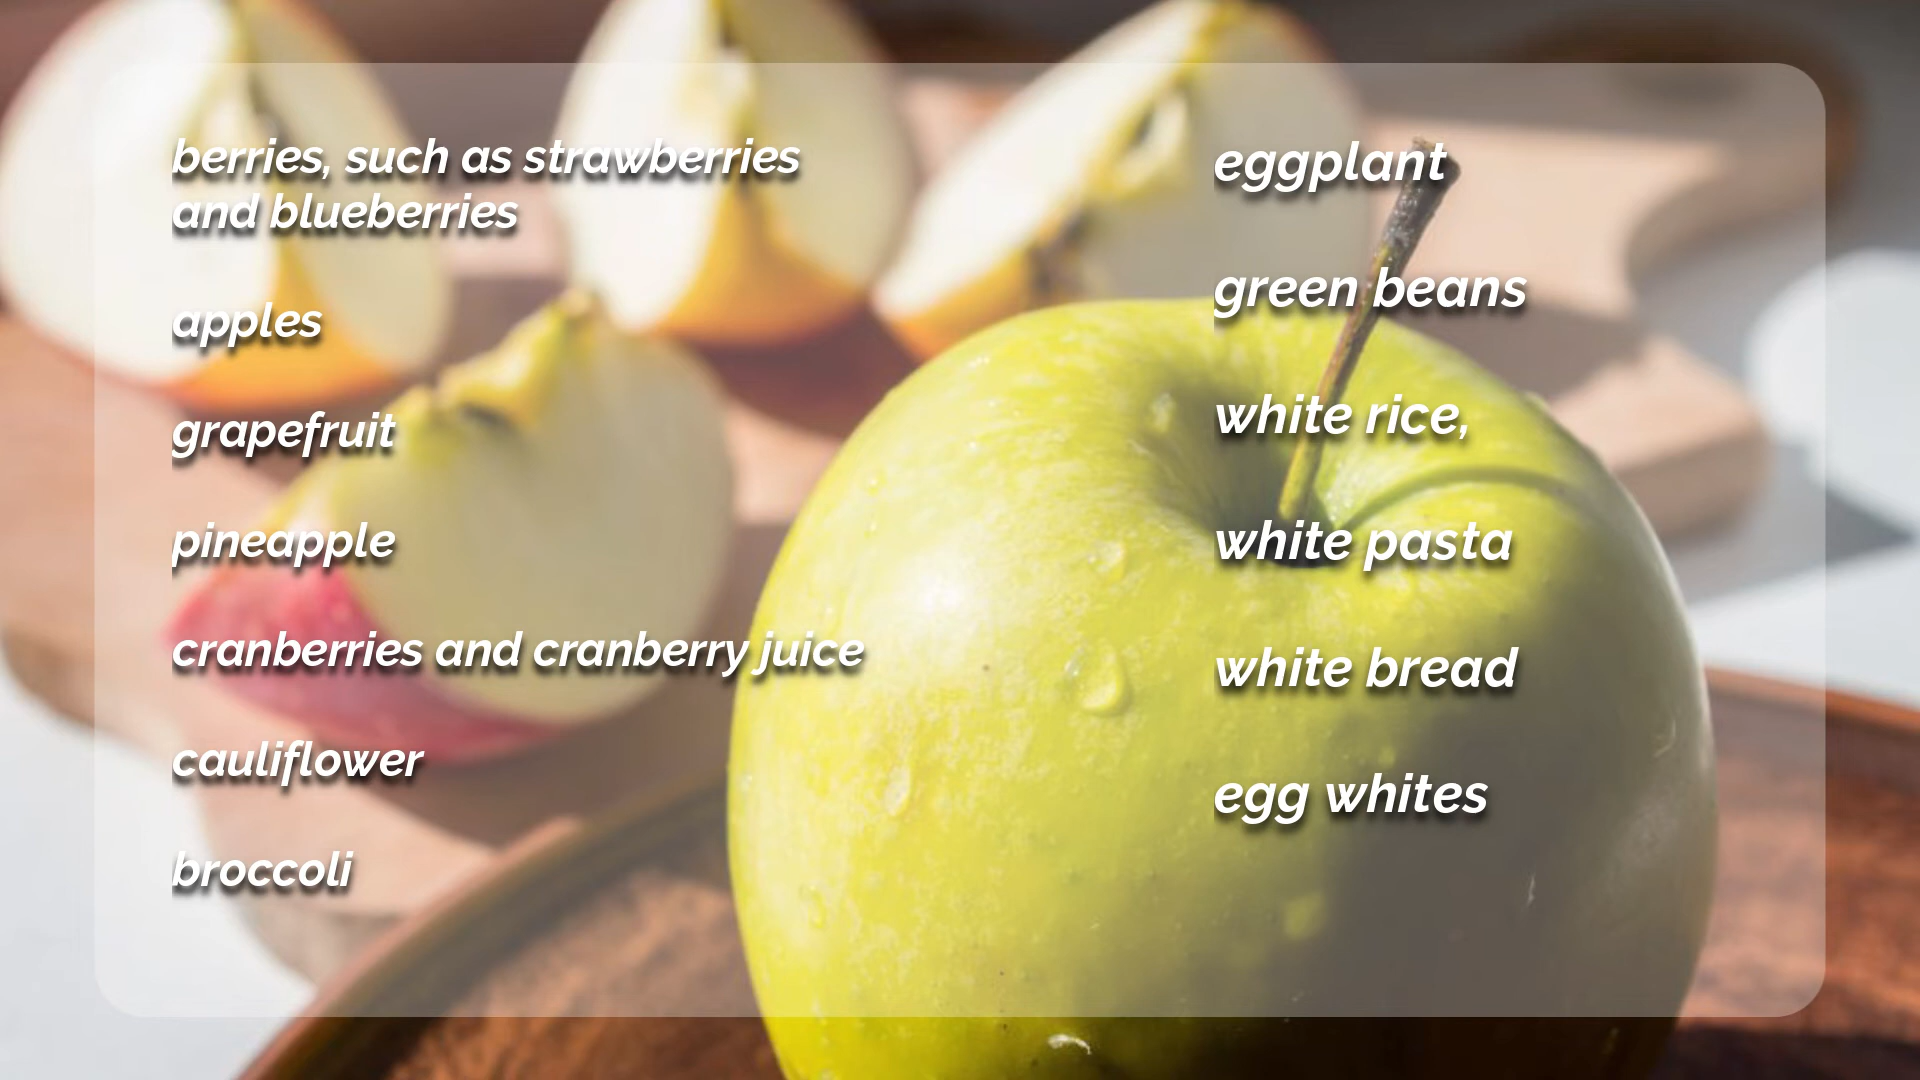 berries, such as strawberries
and blueberries
apples
grapefruit
pineapple
cranberries and cranberry juice
cauliflower
broccoli
eggplant
green beans
white rice,
white pasta
white bread
egg whites